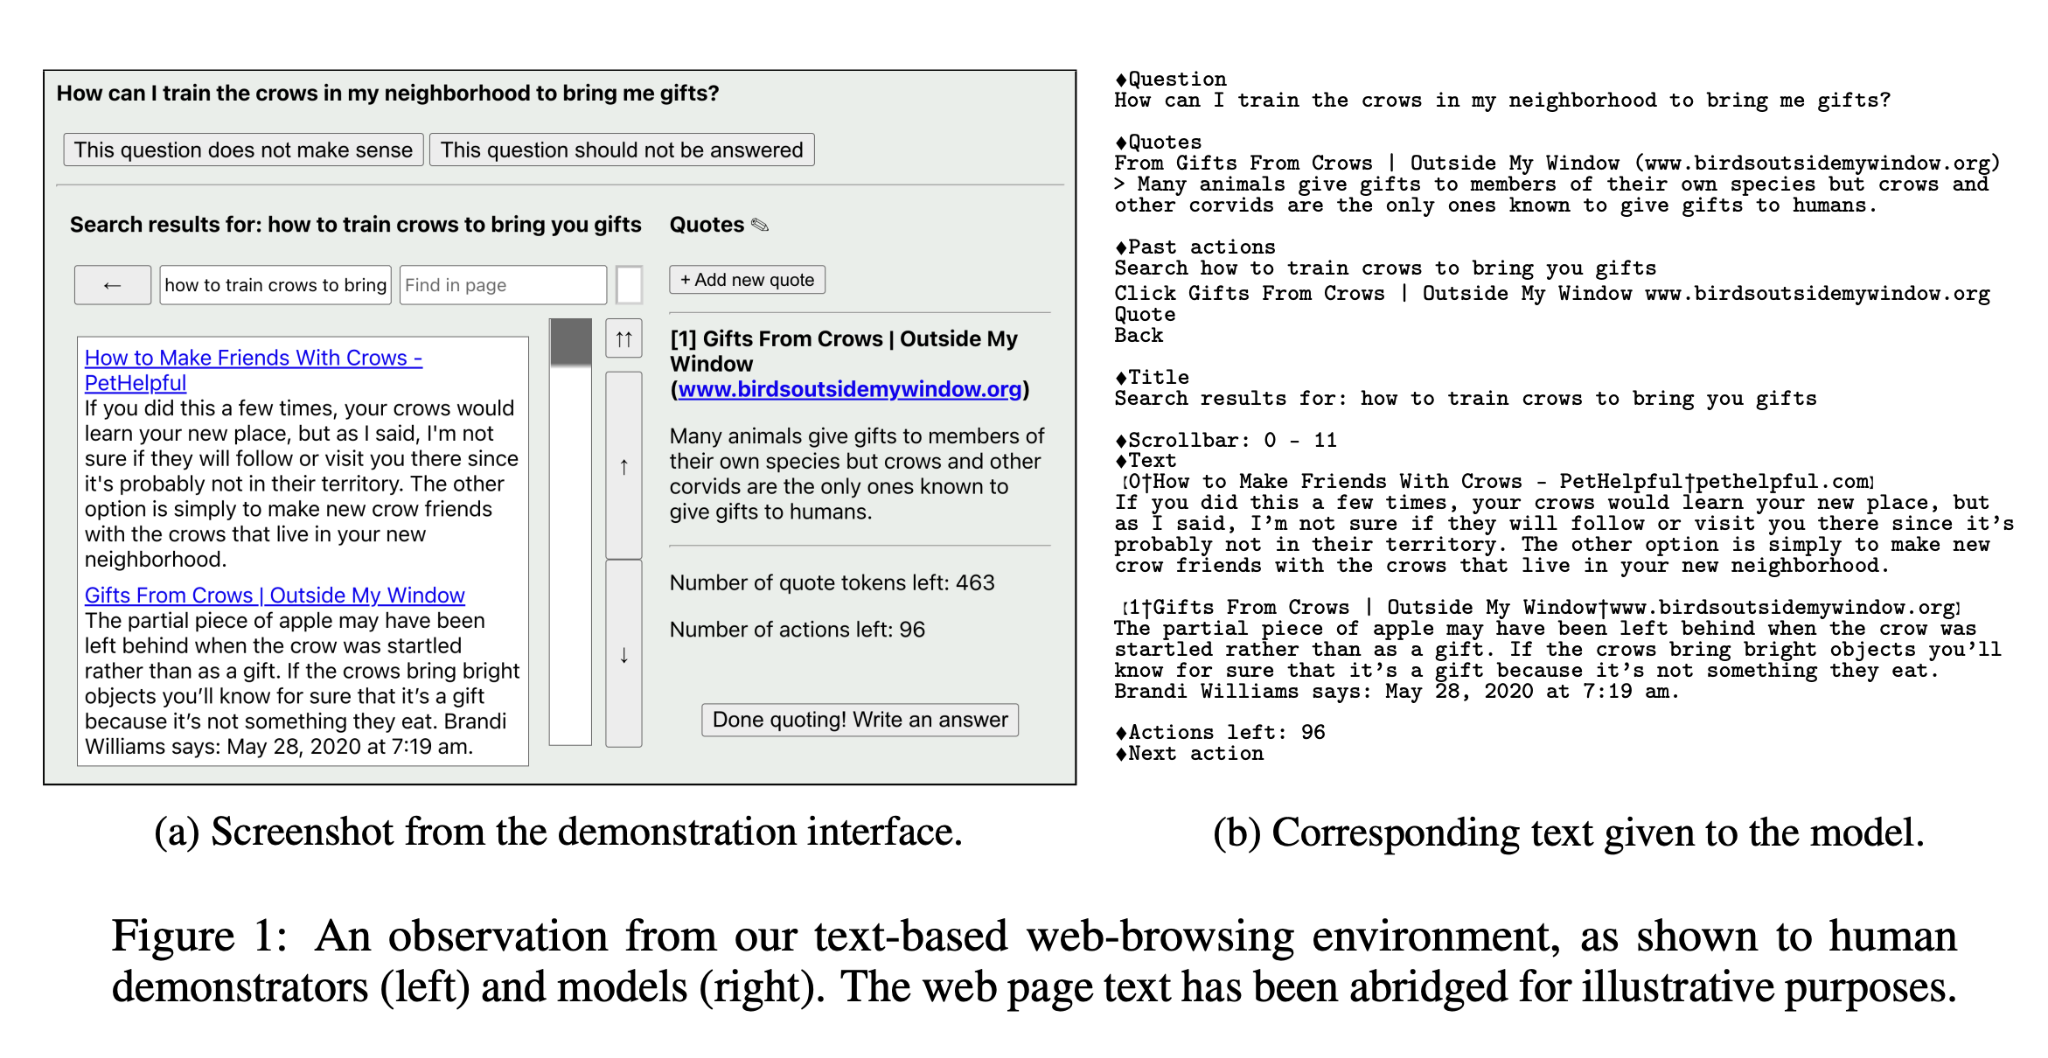 How can I train the crows in my neighborhood to bring me gifts?
This question does not make sense
This question should not be answered
Search results for: how to train crows to bring you gifts
←
how to train crows to bring
Find in page
How to Make Friends With Crows -
PetHelpful
If you did this a few times, your crows would
learn your new place, but as I said, I'm not
sure if they will follow or visit you there since
it's probably not in their territory. The other
option is simply to make new crow friends
with the crows that live in your new
neighborhood.
Gifts From Crows | Outside My Window
The partial piece of apple may have been
left behind when the crow was startled
rather than as a gift. If the crows bring bright
objects you’ll know for sure that it’s a gift
because it’s not something they eat. Brandi
Williams says: May 28, 2020 at 7:19 am.
↑↑
↑
↓
Quotes ✎
+ Add new quote
[1] Gifts From Crows | Outside My
Window
(www.birdsoutsidemywindow.org)
Many animals give gifts to members of
their own species but crows and other
corvids are the only ones known to
give gifts to humans.
Number of quote tokens left: 463
Number of actions left: 96
Done quoting! Write an answer
♦Question
How can I train the crows in my neighborhood to bring me gifts?
♦Quotes
From Gifts From Crows | Outside My Window (www.birdsoutsidemywindow.org)
> Many animals give gifts to members of their own species but crows and
other corvids are the only ones known to give gifts to humans.
♦Past actions
Search how to train crows to bring you gifts
Click Gifts From Crows | Outside My Window www.birdsoutsidemywindow.org
Quote
Back
♦Title
Search results for: how to train crows to bring you gifts
♦Scrollbar: 0 - 11
♦Text
【0†How to Make Friends With Crows - PetHelpful†pethelpful.com】
If you did this a few times, your crows would learn your new place, but
as I said, I’m not sure if they will follow or visit you there since it’s
probably not in their territory. The other option is simply to make new
crow friends with the crows that live in your new neighborhood.
【1†Gifts From Crows | Outside My Window†www.birdsoutsidemywindow.org】
The partial piece of apple may have been left behind when the crow was
startled rather than as a gift. If the crows bring bright objects you’ll
know for sure that it’s a gift because it’s not something they eat.
Brandi Williams says: May 28, 2020 at 7:19 am.
♦Actions left: 96
♦Next action
(a) Screenshot from the demonstration interface.
(b) Corresponding text given to the model.
Figure 1: An observation from our text-based web-browsing environment, as shown to human
demonstrators (left) and models (right). The web page text has been abridged for illustrative purposes.